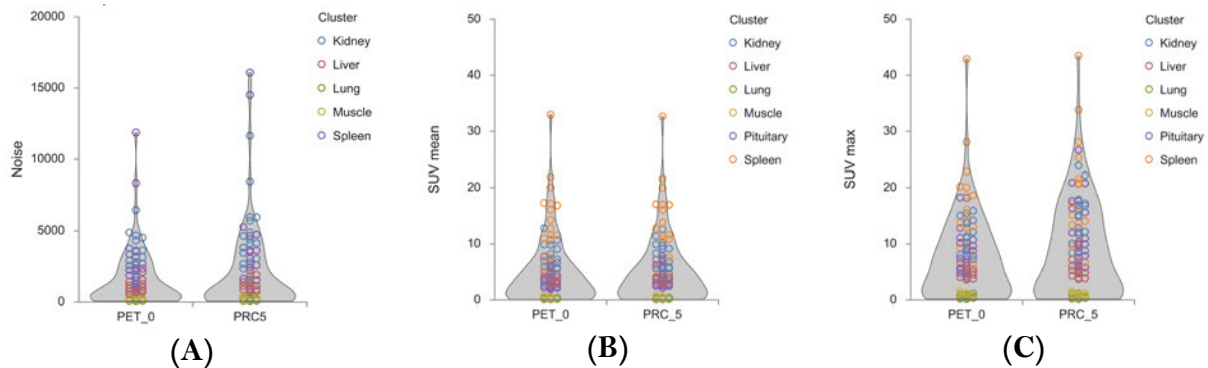 20000
15000
10000
5000
0
Noise
PET_0
PRC5
Cluster
Kidney
Liver
Lung
Muscle
Spleen
(A)
50
40
30
20
10
0
SUV mean
PET_0
PRC_5
Cluster
Kidney
Liver
Lung
Muscle
Pituitary
Spleen
(B)
50
40
30
20
10
0
SUV max
PET_0
PRC_5
Cluster
Kidney
Liver
Lung
Muscle
Pituitary
Spleen
(C)